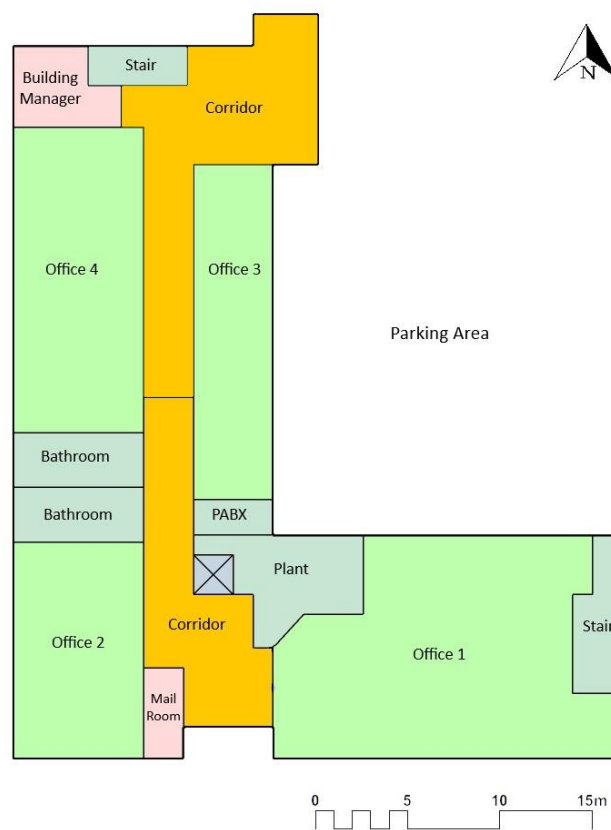 Stair
Building
Manager
Corridor
N
Office 4
Office 3
Parking Area
Bathroom
Bathroom
PABX
Plant
Office 2
Corridor
Office 1
Stair
Mail
Room
0 5 10 15m